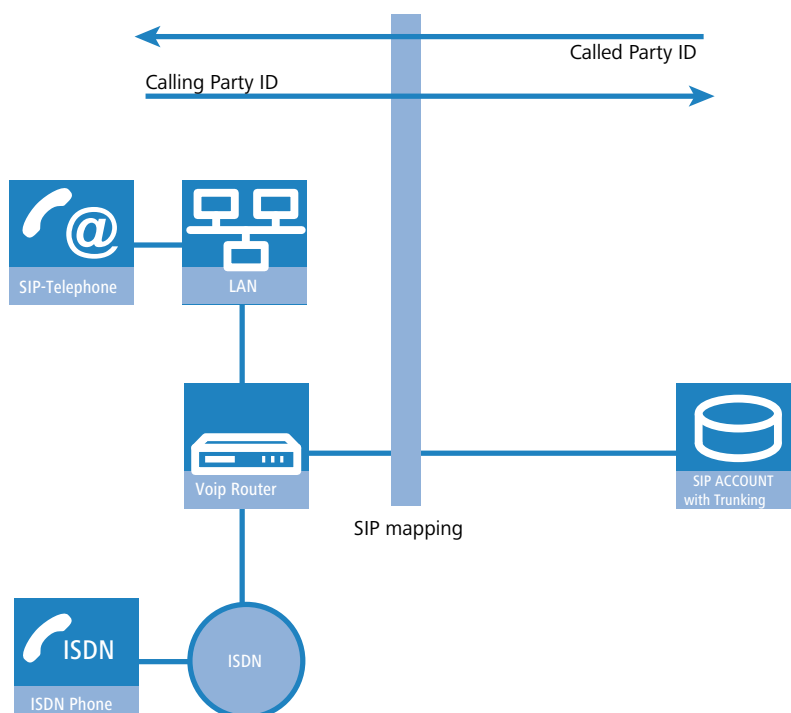 Called Party ID
Calling Party ID
@
SIP-Telephone
LAN
Voip Router
SIP ACCOUNT
with Trunking
SIP mapping
ISDN
ISDN Phone
ISDN